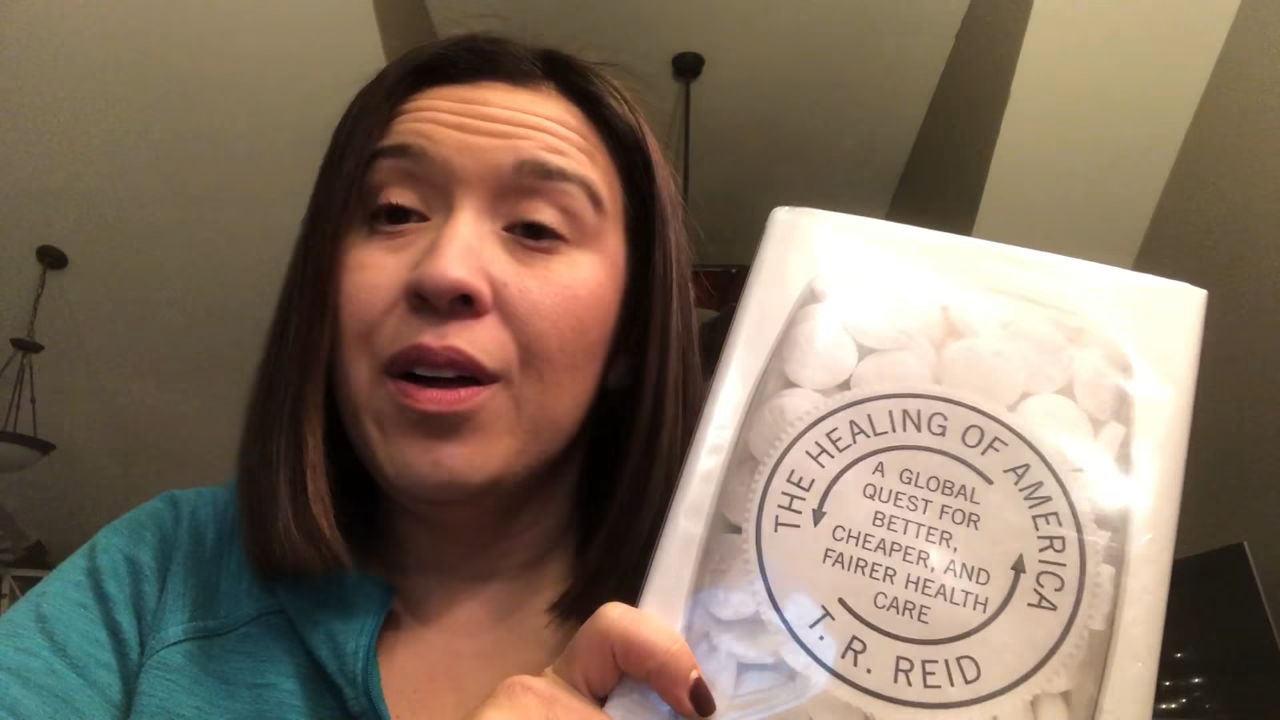 THE HEALING OF AMERICA
A GLOBAL
QUEST FOR
BETTER,
CHEAPER, AND
FAIRER HEALTH
CARE
T. R. REID